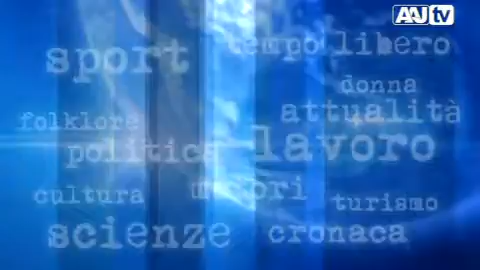 AAJ tv
sport
tempo libero
donna
attualità
folklore
politica
lavoro
cultura
turismo
scienze
cronaca